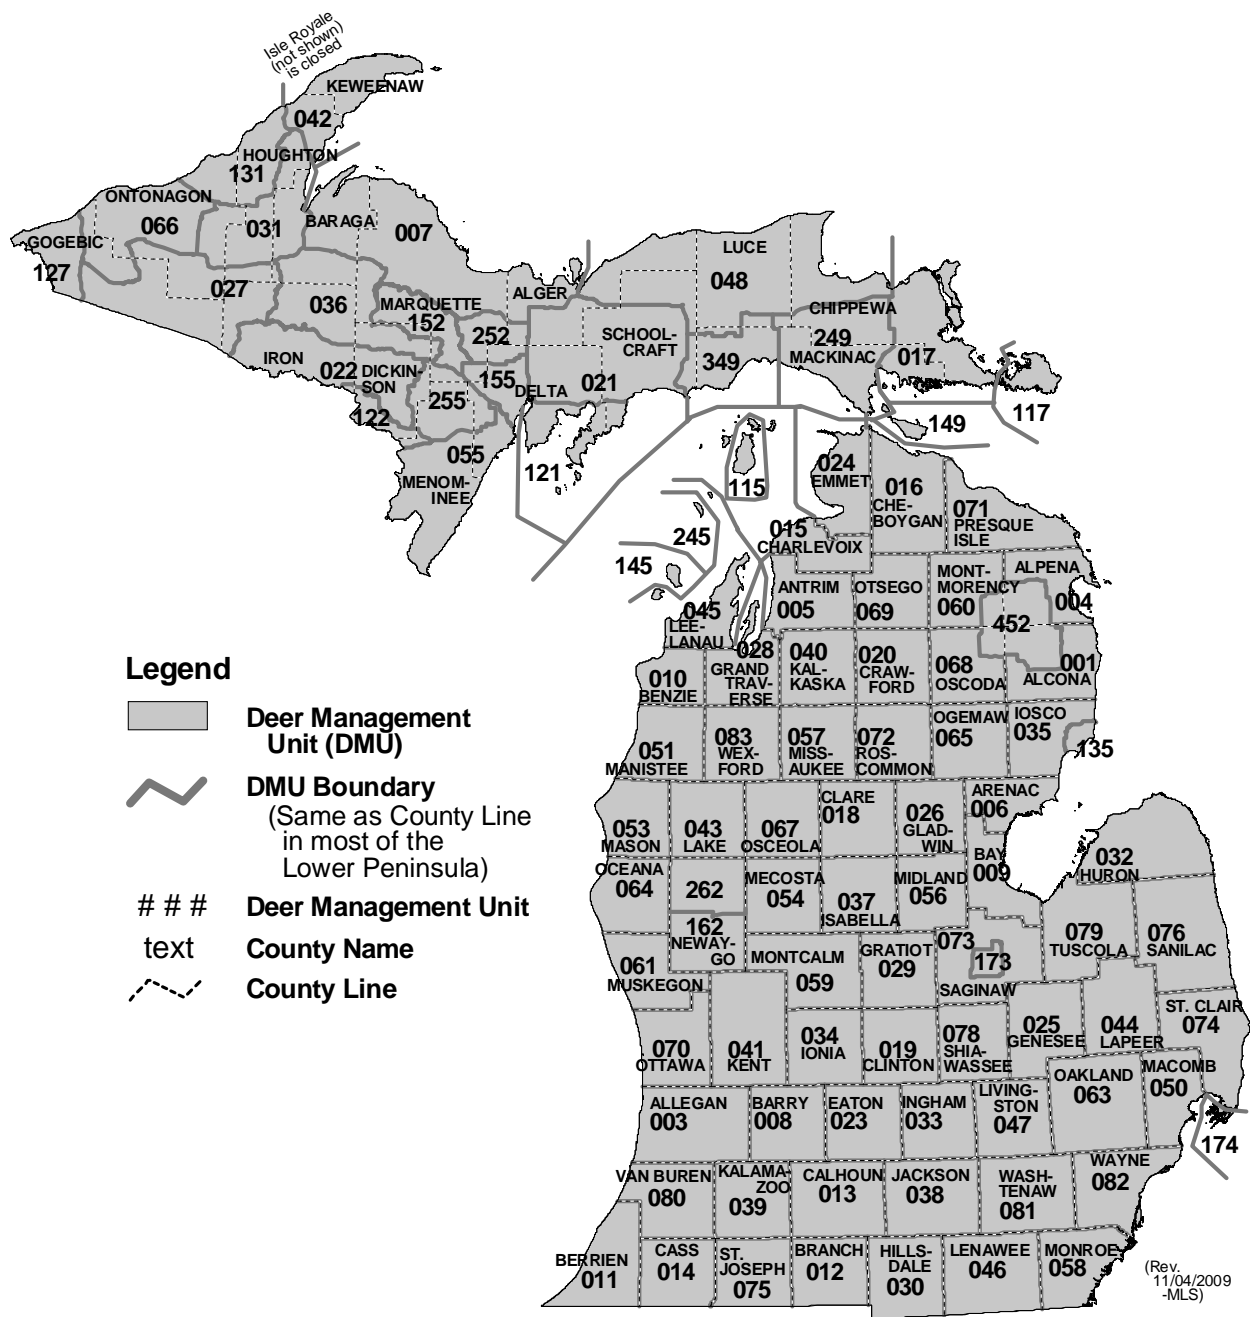 Isle Royale
(not shown)
is closed
KEWEENAW
042
HOUGHTON
131
ONTONAGON
066
031
BARAGA
007
GOGEBIC
127
027
036
MARQUETTE
152
252
ALGER
LUCE
048
CHIPPEWA
249
MACKINAC
017
SCHOOL-
CRAFT
349
IRON
022
DICKIN-
SON
122
255
155
DELTA
021
055
MENOM-
INEE
121
115
149
117
245
145
024
EMMET
016
CHE-
BOYGAN
071
PRESQUE
ISLE
015
CHARLEVOIX
ANTRIM
005
OTSEGO
069
MONT-
MORENCY
060
ALPENA
004
452
045
LEE-
LANAU
028
GRAND
TRAV-
ERSE
040
KAL-
KASKA
020
CRAW-
FORD
068
OSCODA
001
ALCONA
010
BENZIE
051
MANISTEE
083
WEX-
FORD
057
MISS-
AUKEE
072
ROS-
COMMON
OGEMAW
065
IOSCO
035
135
053
MASON
043
LAKE
067
OSCEOLA
CLARE
018
026
GLAD-
WIN
ARENAC
006
BAY
009
032
HURON
OCEANA
064
262
MECOSTA
054
037
ISABELLA
MIDLAND
056
162
NEWAY-
GO
061
MUSKEGON
MONTCALM
059
GRATIOT
029
073
173
SAGINAW
079
TUSCOLA
076
SANILAC
070
OTTAWA
041
KENT
034
IONIA
019
CLINTON
078
SHIA-
WASSEE
025
GENESEE
044
LAPEER
ST. CLAIR
074
ALLEGAN
003
BARRY
008
EATON
023
INGHAM
033
LIVING-
STON
047
OAKLAND
063
MACOMB
050
174
VAN BUREN
080
KALAMA-
ZOO
039
CALHOUN
013
JACKSON
038
WASH-
TENAW
081
WAYNE
082
BERRIEN
011
CASS
014
ST.
JOSEPH
075
BRANCH
012
HILLS-
DALE
030
LENAWEE
046
MONROE
058
Legend
Deer Management
Unit (DMU)
DMU Boundary
(Same as County Line
in most of the
Lower Peninsula)
# # # Deer Management Unit
text County Name
County Line
(Rev.
11/04/2009
-MLS)